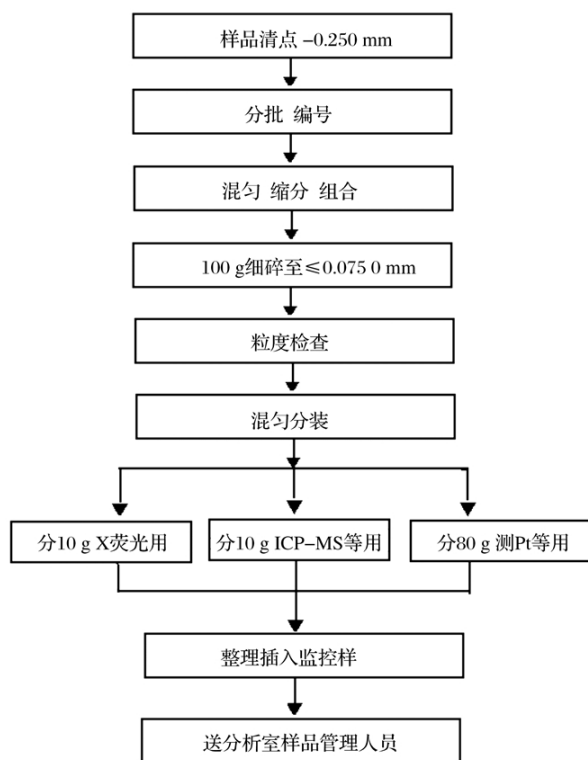 样品清点 -0.250 mm
分批 编号
混匀 缩分 组合
100 g细碎至≤0.075 0 mm
粒度检查
混匀分装
分10 g X荧光用
分10 g ICP-MS等用
分80 g 测Pt等用
整理插入监控样
送分析室样品管理人员